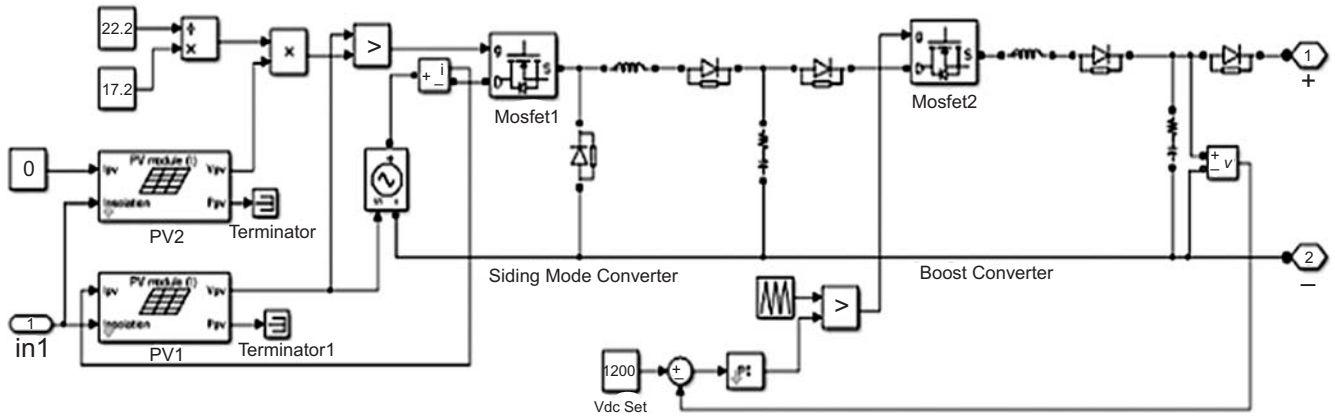 22.2
÷
×
17.2
×
>
+
−
i
g
D
S
Mosfet1
g
D
S
Mosfet2
1
+
0
Ipv
PV module (I)
Vpv
Insolation
Ppv
PV2
Terminator
+
−
v
Siding Mode Converter
Boost Converter
2
−
Ipv
PV module (I)
Vpv
Insolation
Ppv
PV1
Terminator1
1
in1
>
1200
+
−
PI
Vdc Set